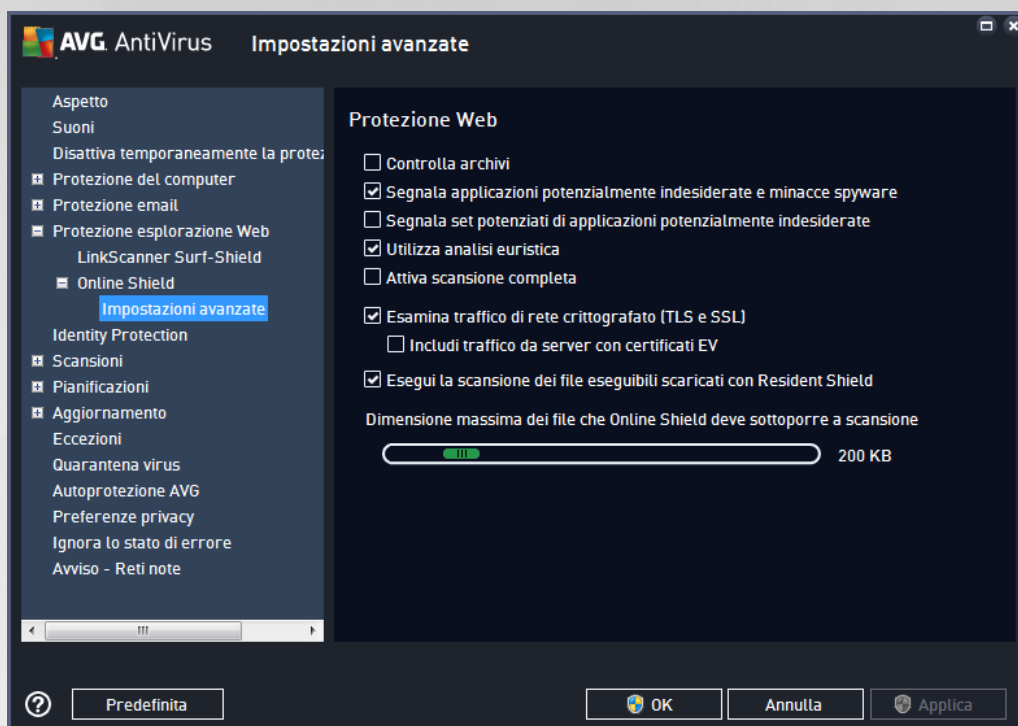 AVG. AntiVirus Impostazioni avanzate
Aspetto
Suoni
Disattiva temporaneamente la protez
Protezione del computer
Protezione email
Protezione esplorazione Web
LinkScanner Surf-Shield
Online Shield
Impostazioni avanzate
Identity Protection
Scansioni
Pianificazioni
Aggiornamento
Eccezioni
Quarantena virus
Autoprotezione AVG
Preferenze privacy
Ignora lo stato di errore
Avviso - Reti note
Protezione Web
Controlla archivi
Segnala applicazioni potenzialmente indesiderate e minacce spyware
Segnala set potenziati di applicazioni potenzialmente indesiderate
Utilizza analisi euristica
Attiva scansione completa
Esamina traffico di rete crittografato (TLS e SSL)
Includi traffico da server con certificati EV
Esegui la scansione dei file eseguibili scaricati con Resident Shield
Dimensione massima dei file che Online Shield deve sottoporre a scansione
200 KB
Predefinita
OK
Annulla
Applica